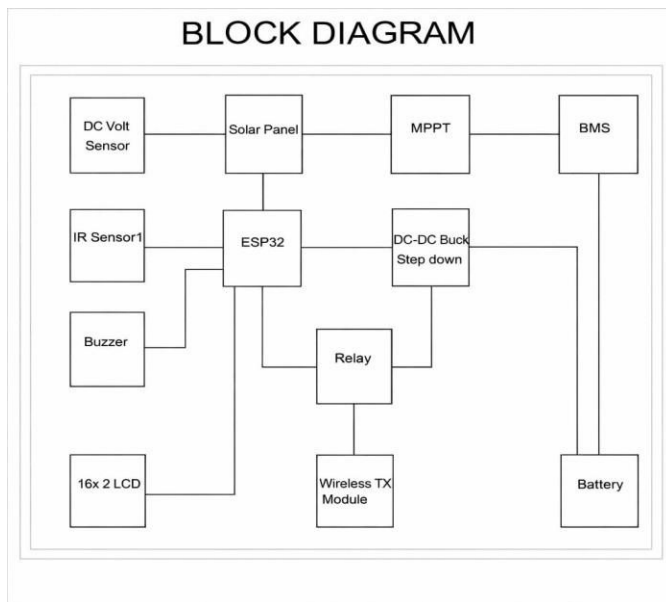 BLOCK DIAGRAM
DC Volt
Sensor
Solar Panel
MPPT
BMS
IR Sensor1
ESP32
DC-DC Buck
Step down
Buzzer
Relay
16x 2 LCD
Wireless TX
Module
Battery